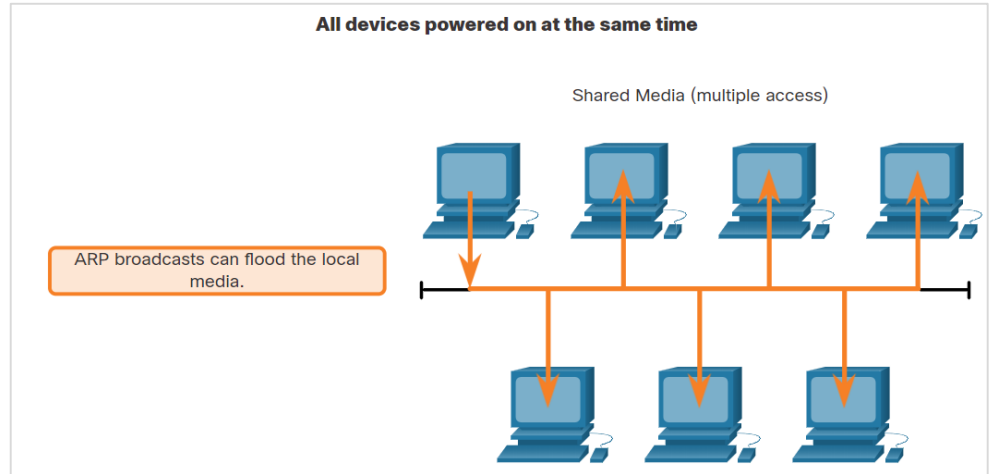 All devices powered on at the same time
Shared Media (multiple access)
ARP broadcasts can flood the local
media.